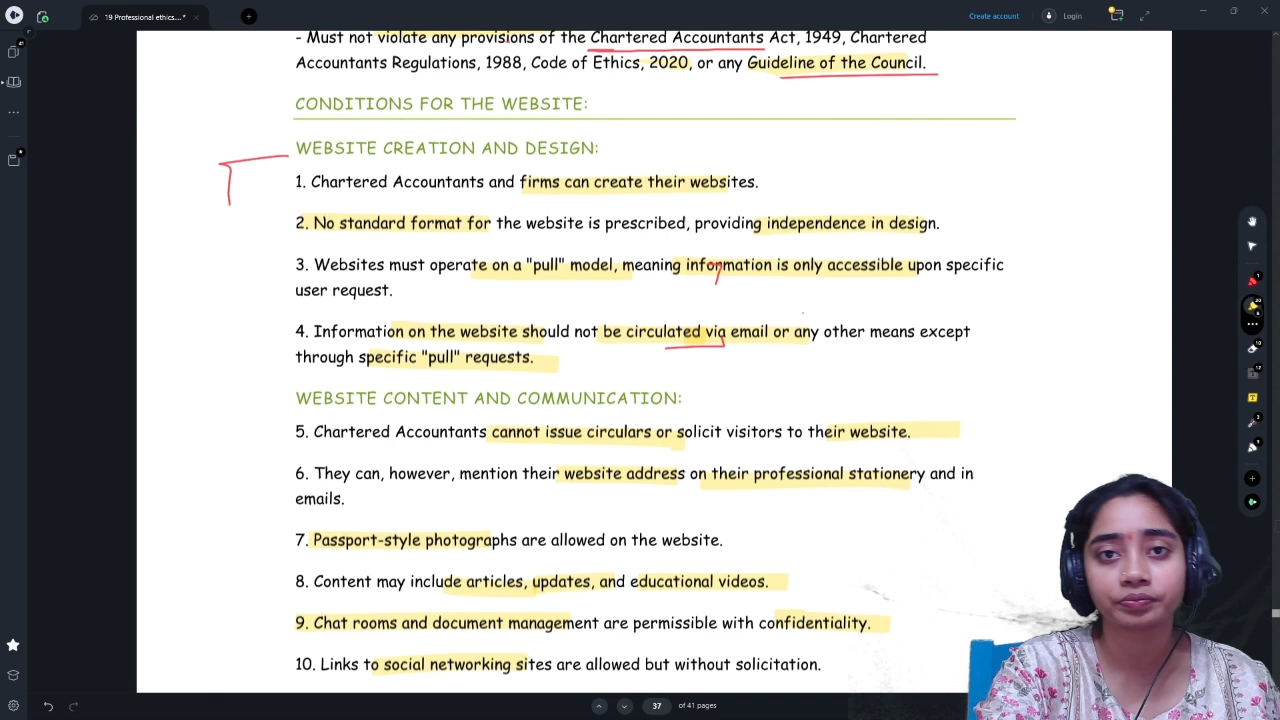 19 Professional ethics.... *
Create account
Login
- Must not violate any provisions of the Chartered Accountants Act, 1949, Chartered
Accountants Regulations, 1988, Code of Ethics, 2020, or any Guideline of the Council.
CONDITIONS FOR THE WEBSITE:
WEBSITE CREATION AND DESIGN:
1. Chartered Accountants and firms can create their websites.
2. No standard format for the website is prescribed, providing independence in design.
3. Websites must operate on a "pull" model, meaning information is only accessible upon specific
user request.
4. Information on the website should not be circulated via email or any other means except
through specific "pull" requests.
WEBSITE CONTENT AND COMMUNICATION:
5. Chartered Accountants cannot issue circulars or solicit visitors to their website.
6. They can, however, mention their website address on their professional stationery and in
emails.
7. Passport-style photographs are allowed on the website.
8. Content may include articles, updates, and educational videos.
9. Chat rooms and document management are permissible with confidentiality.
10. Links to social networking sites are allowed but without solicitation.
37 of 41 pages